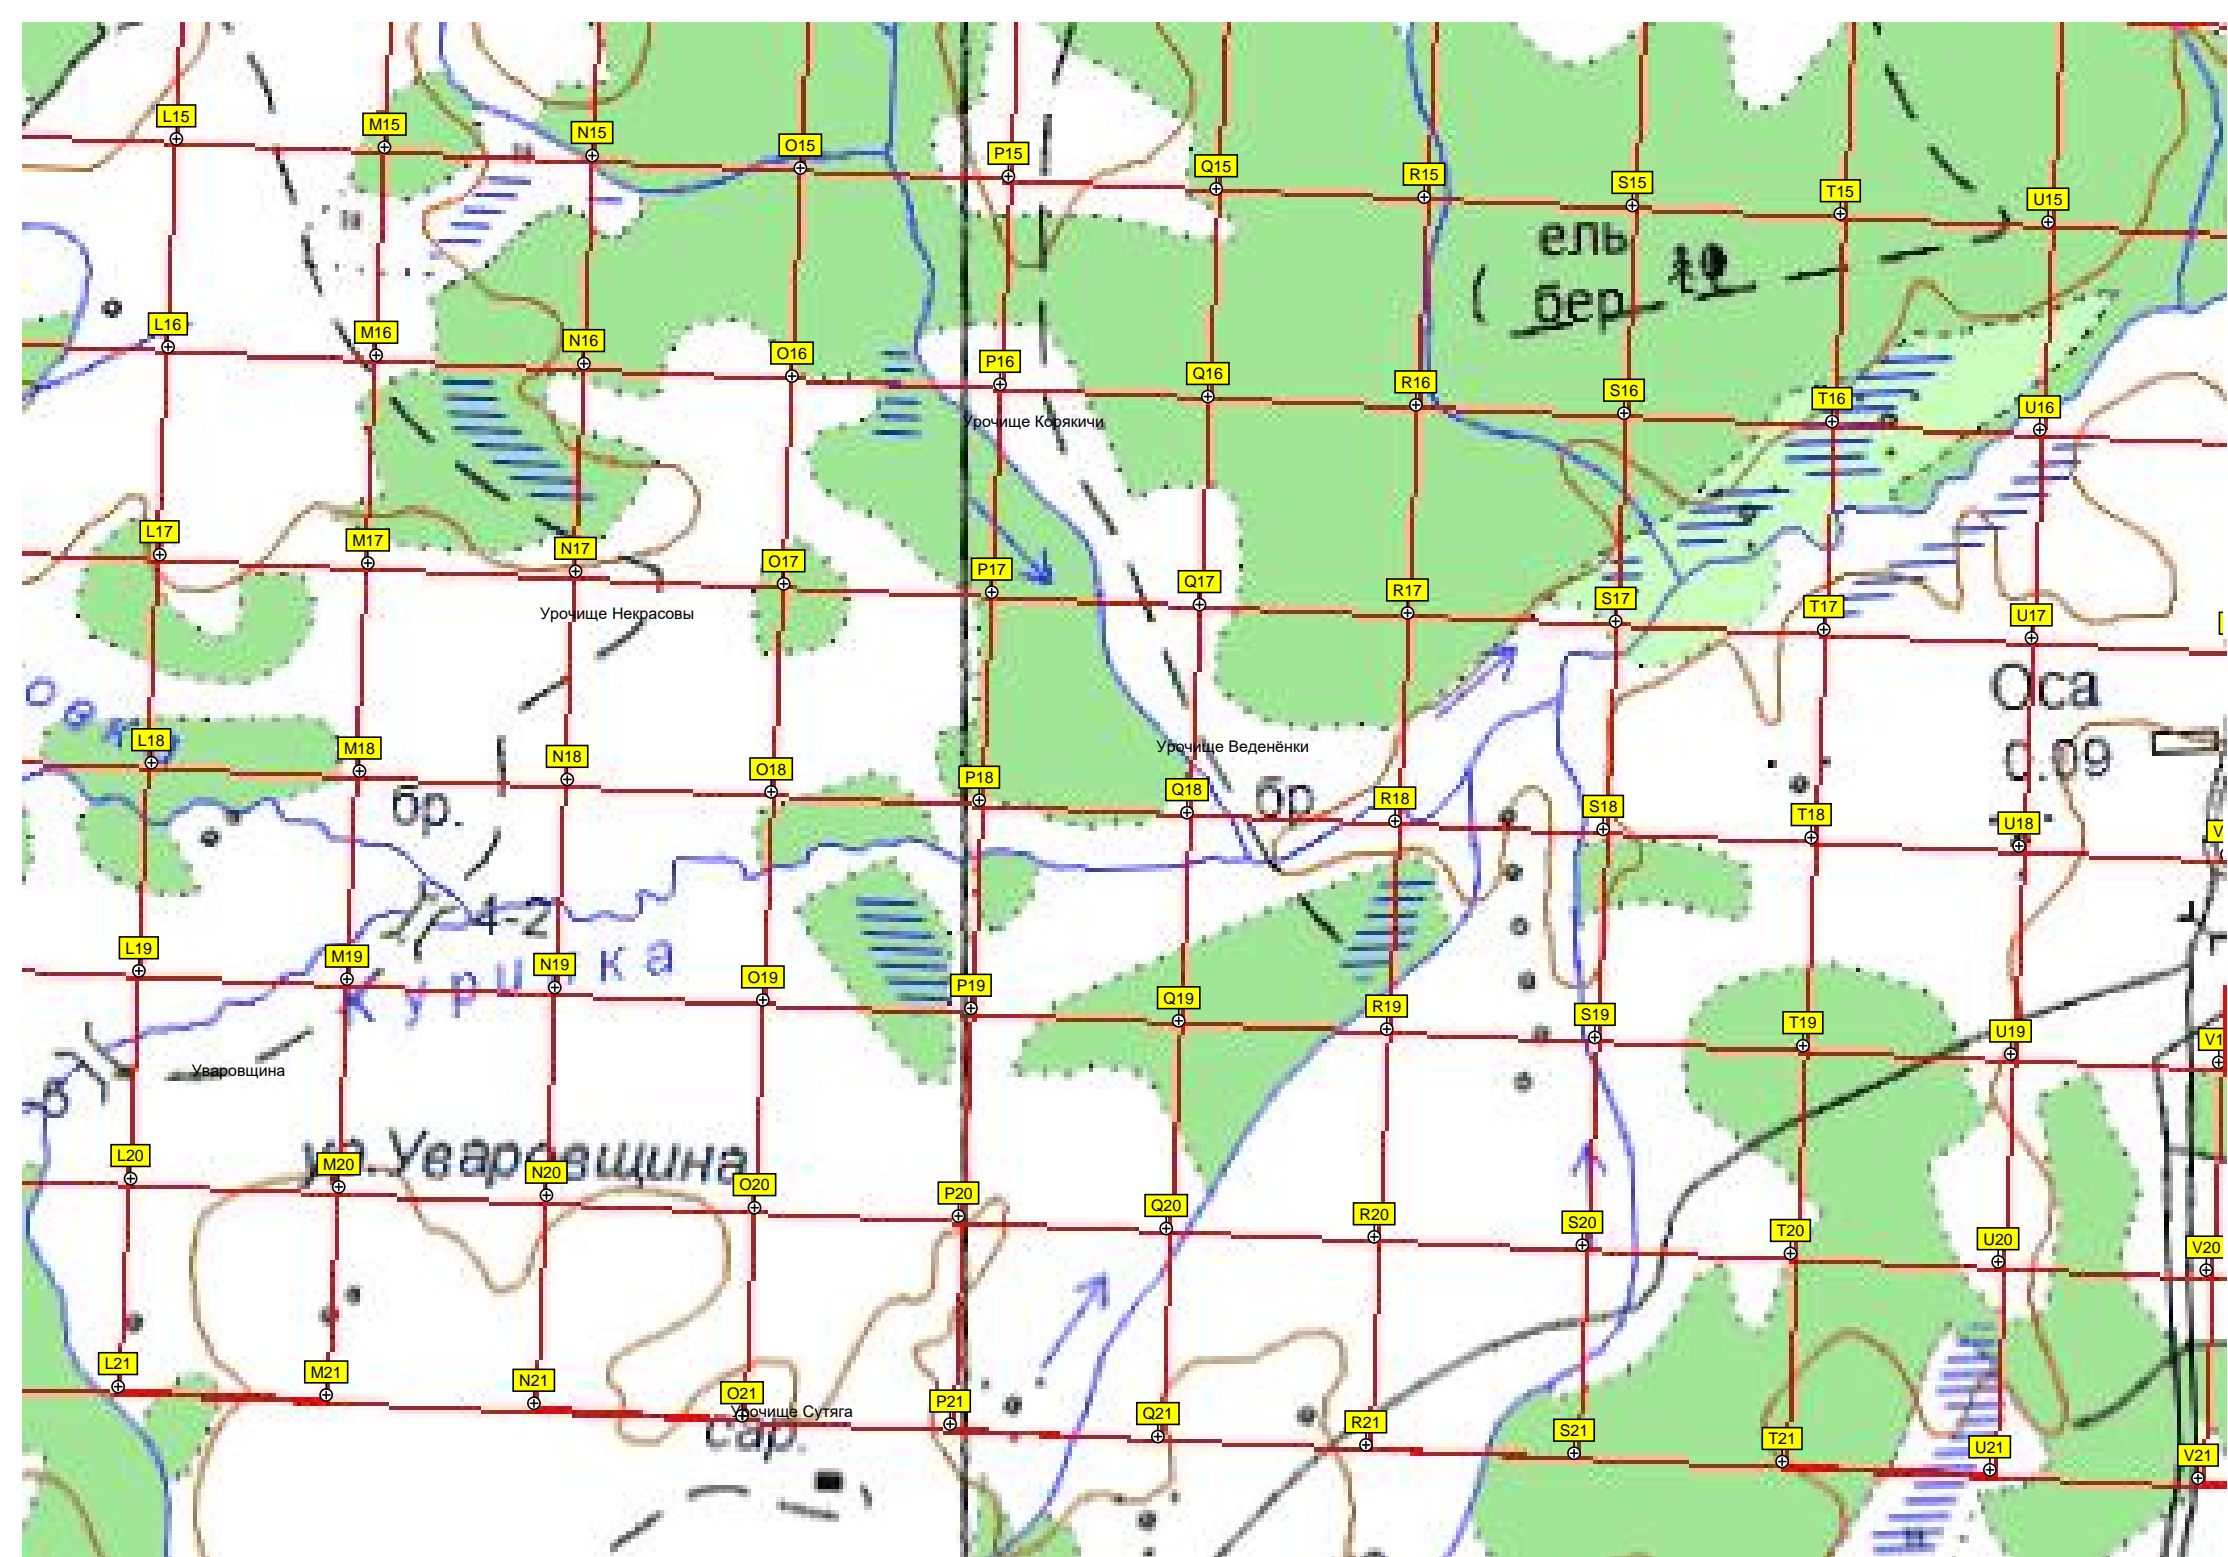 L15 M15 N15 O15 P15 Q15 R15 S15 T15 U15
ель
бер
L16 M16 N16 O16 P16 Q16 R16 S16 T16 U16
Урочище Корякичи
L17 M17 N17 O17 P17 Q17 R17 S17 T17 U17
Урочище Некрасовы
Оса
с.09
овка
Урочище Веденёнки
L18 M18 N18 O18 P18 Q18 R18 S18 T18 U18
бр.
бр
4-2
L19 M19 N19 O19 P19 Q19 R19 S19 T19 U19
Уваровщина
ур.Уваровщина
L20 M20 N20 O20 P20 Q20 R20 S20 T20 U20 V20
L21 M21 N21 O21 P21 Q21 R21 S21 T21 U21 V21
Урочище Сутяга
сар.